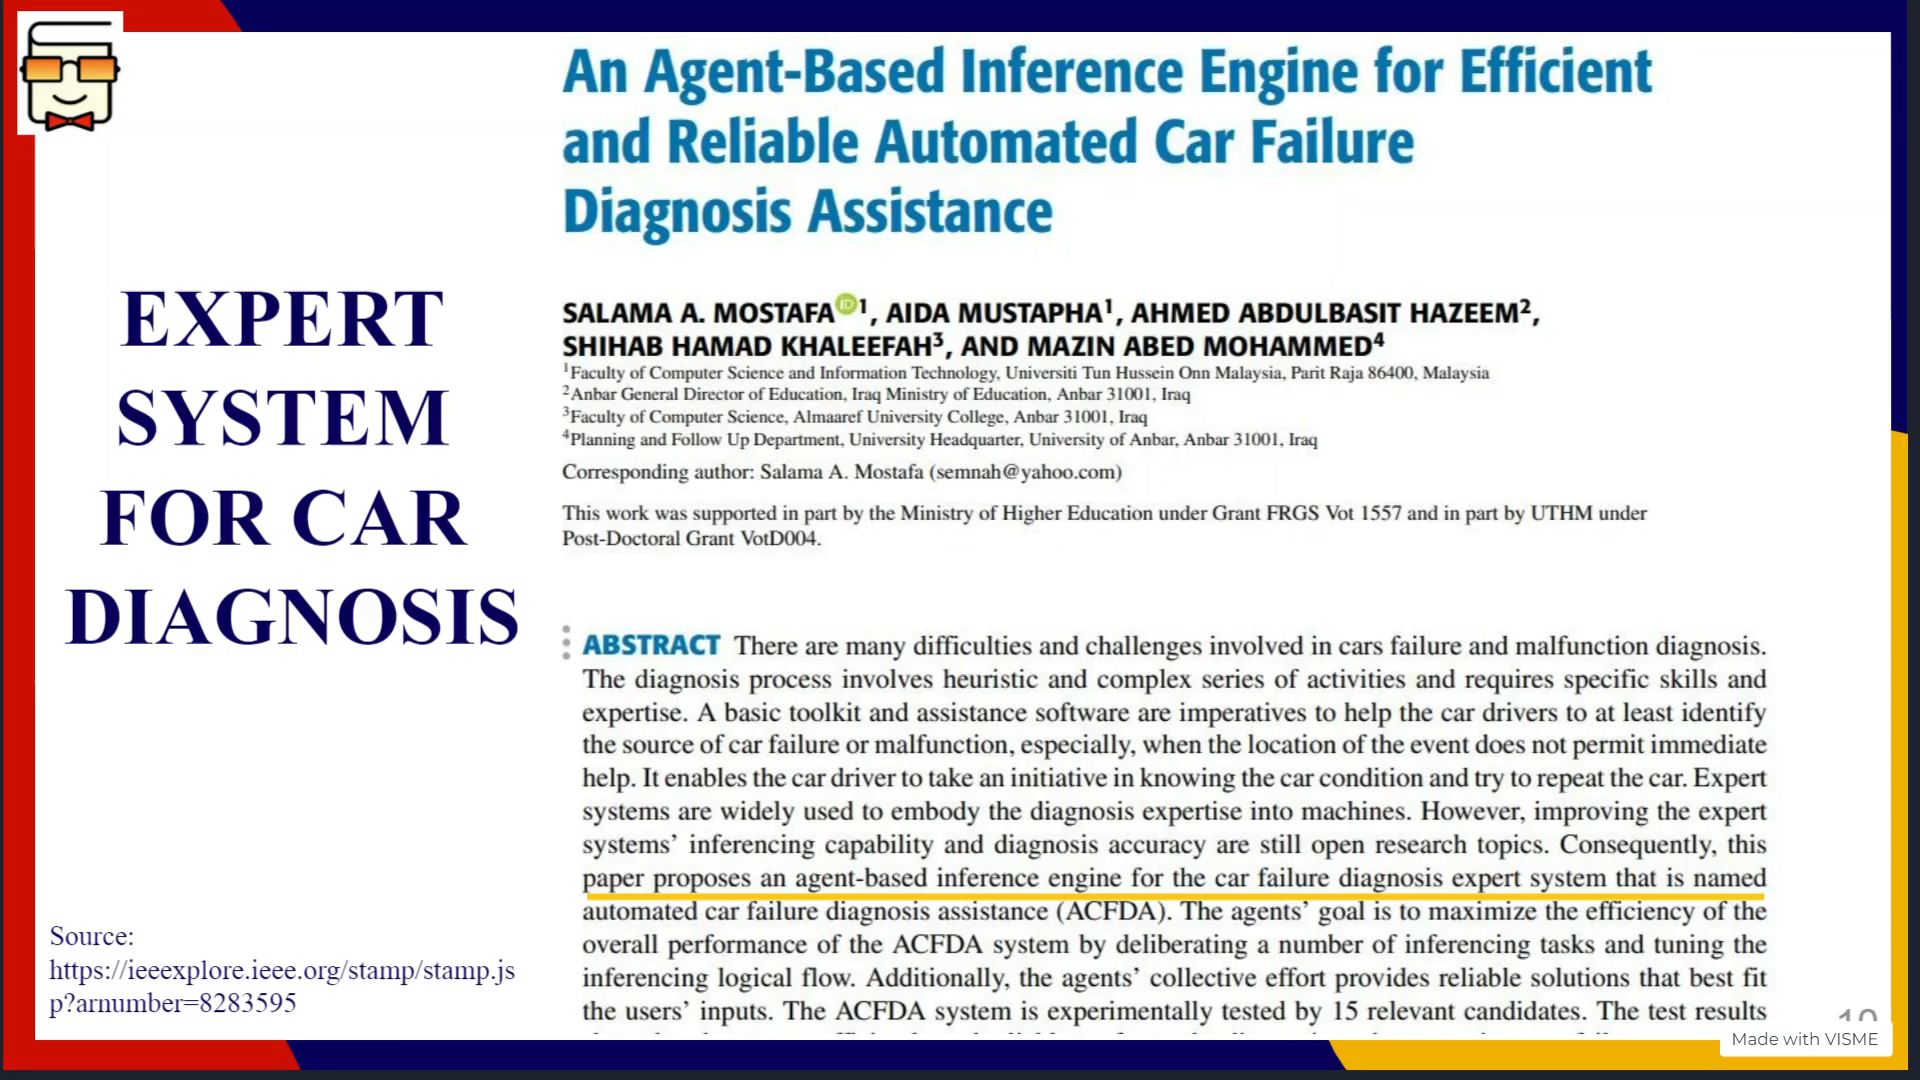 EXPERT
SYSTEM
FOR CAR
DIAGNOSIS
Source:
https://ieeexplore.ieee.org/stamp/stamp.js
p?arnumber=8283595
An Agent-Based Inference Engine for Efficient
and Reliable Automated Car Failure
Diagnosis Assistance
SALAMA A. MOSTAFA iD 1, AIDA MUSTAPHA1, AHMED ABDULBASIT HAZEEM2,
SHIHAB HAMAD KHALEEFAH3, AND MAZIN ABED MOHAMMED4
1Faculty of Computer Science and Information Technology, Universiti Tun Hussein Onn Malaysia, Parit Raja 86400, Malaysia
2Anbar General Director of Education, Iraq Ministry of Education, Anbar 31001, Iraq
3Faculty of Computer Science, Almaaref University College, Anbar 31001, Iraq
4Planning and Follow Up Department, University Headquarter, University of Anbar, Anbar 31001, Iraq
Corresponding author: Salama A. Mostafa (semnah@yahoo.com)
This work was supported in part by the Ministry of Higher Education under Grant FRGS Vot 1557 and in part by UTHM under
Post-Doctoral Grant VotD004.
ABSTRACT There are many difficulties and challenges involved in cars failure and malfunction diagnosis.
The diagnosis process involves heuristic and complex series of activities and requires specific skills and
expertise. A basic toolkit and assistance software are imperatives to help the car drivers to at least identify
the source of car failure or malfunction, especially, when the location of the event does not permit immediate
help. It enables the car driver to take an initiative in knowing the car condition and try to repeat the car. Expert
systems are widely used to embody the diagnosis expertise into machines. However, improving the expert
systems’ inferencing capability and diagnosis accuracy are still open research topics. Consequently, this
paper proposes an agent-based inference engine for the car failure diagnosis expert system that is named
automated car failure diagnosis assistance (ACFDA). The agents’ goal is to maximize the efficiency of the
overall performance of the ACFDA system by deliberating a number of inferencing tasks and tuning the
inferencing logical flow. Additionally, the agents’ collective effort provides reliable solutions that best fit
the users’ inputs. The ACFDA system is experimentally tested by 15 relevant candidates. The test results
Made with VISME